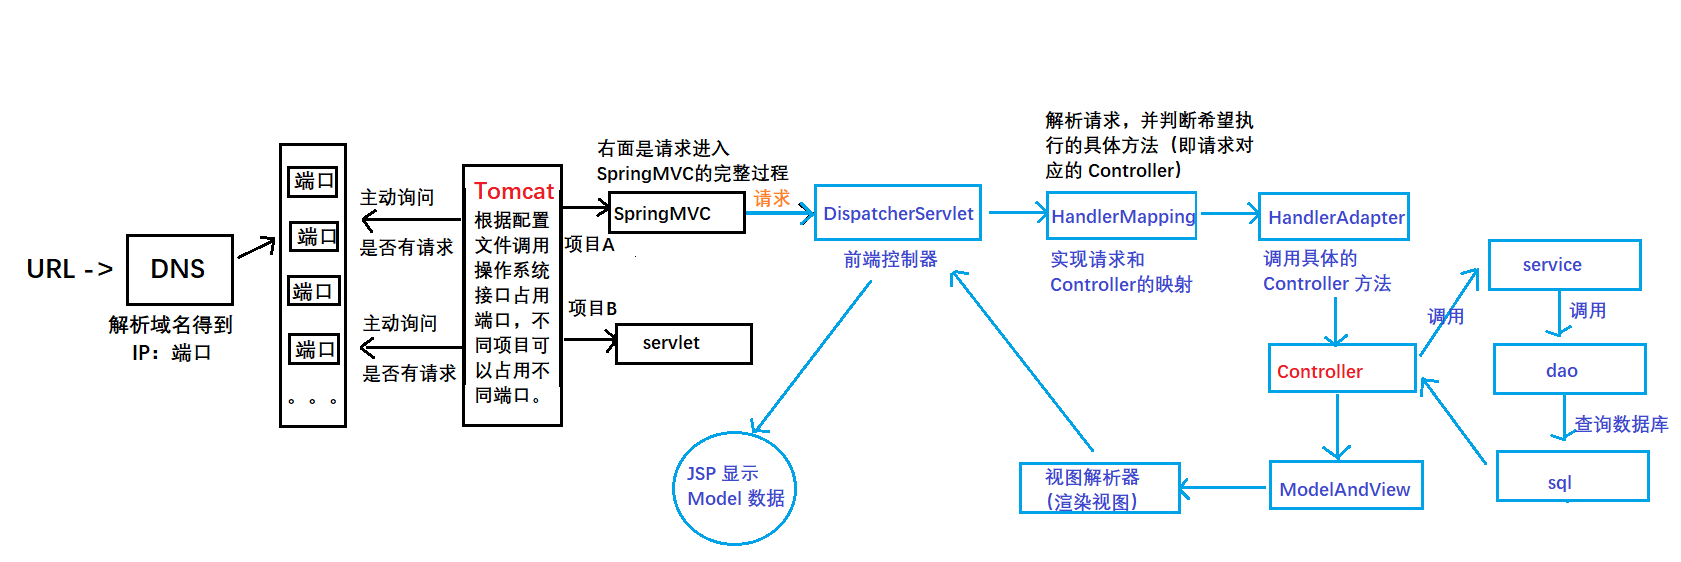 URL ->
DNS
解析域名得到
IP：端口
端口
端口
端口
端口
。。。
主动询问
是否有请求
主动询问
是否有请求
Tomcat
根据配置
文件调用
操作系统
接口占用
端口，不
同项目可
以占用不
同端口。
项目A
项目B
右面是请求进入
SpringMVC的完整过程
SpringMVC
servlet
请求
DispatcherServlet
前端控制器
解析请求，并判断希望执
行的具体方法（即请求对
应的 Controller）
HandlerMapping
实现请求和
Controller的映射
HandlerAdapter
调用具体的
Controller 方法
Controller
调用
service
调用
dao
查询数据库
sql
ModelAndView
视图解析器
(渲染视图)
JSP 显示
Model 数据